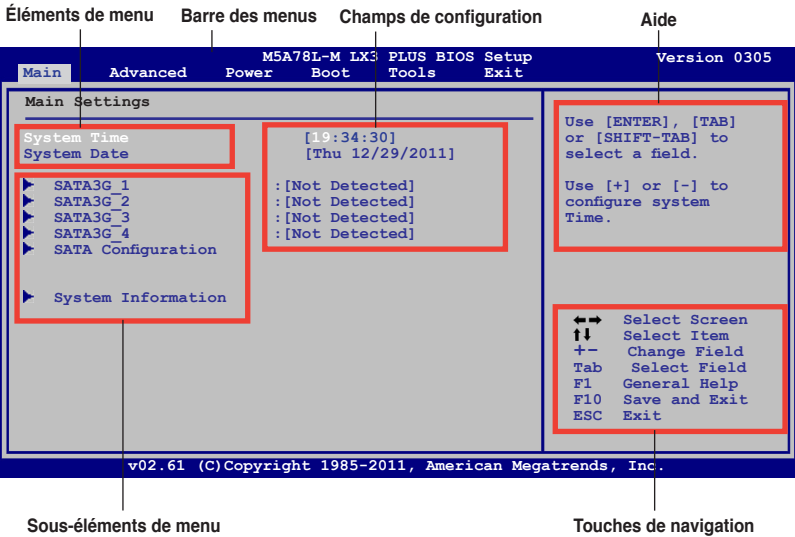 Éléments de menu Barre des menus Champs de configuration Aide
M5A78L-M LX3 PLUS BIOS Setup Version 0305
Main Advanced Power Boot Tools Exit
Main Settings
System Time [19:34:30]
System Date [Thu 12/29/2011]
SATA3G_1 :[Not Detected]
SATA3G_2 :[Not Detected]
SATA3G_3 :[Not Detected]
SATA3G_4 :[Not Detected]
SATA Configuration
System Information
Use [ENTER], [TAB]
or [SHIFT-TAB] to
select a field.
Use [+] or [-] to
configure system
Time.
←→ Select Screen
↑↓ Select Item
+- Change Field
Tab Select Field
F1 General Help
F10 Save and Exit
ESC Exit
v02.61 (C)Copyright 1985-2011, American Megatrends, Inc.
Sous-éléments de menu Touches de navigation